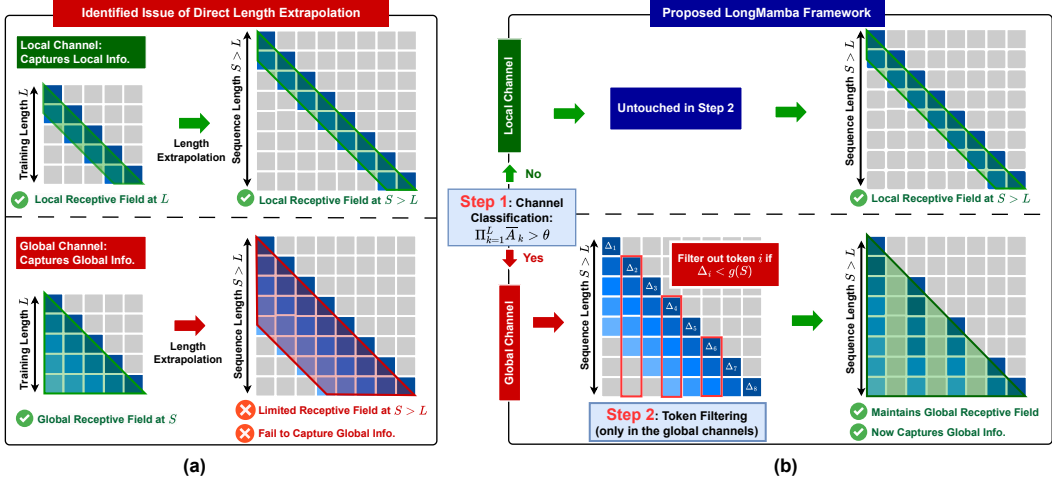 Identified Issue of Direct Length Extrapolation
Local Channel:
Captures Local Info.
Training Length L
Length
Extrapolation
Sequence Length S > L
Local Receptive Field at L
Local Receptive Field at S > L
Global Channel:
Captures Global Info.
Training Length L
Length
Extrapolation
Sequence Length S > L
Global Receptive Field at S
Limited Receptive Field at S > L
Fail to Capture Global Info.
(a)
Proposed LongMamba Framework
Local Channel
Untouched in Step 2
Sequence Length S > L
Local Receptive Field at S > L
No
Step 1: Channel
Classification:
Π_{k=1}^{L} A̅_k > θ
Yes
Global Channel
Sequence Length S > L
Δ₁
Δ₂
Δ₃
Δ₄
Δ₅
Δ₆
Δ₇
Δ₈
Filter out token i if
Δ_i < g(S)
Step 2: Token Filtering
(only in the global channels)
Sequence Length S > L
Maintains Global Receptive Field
Now Captures Global Info.
(b)